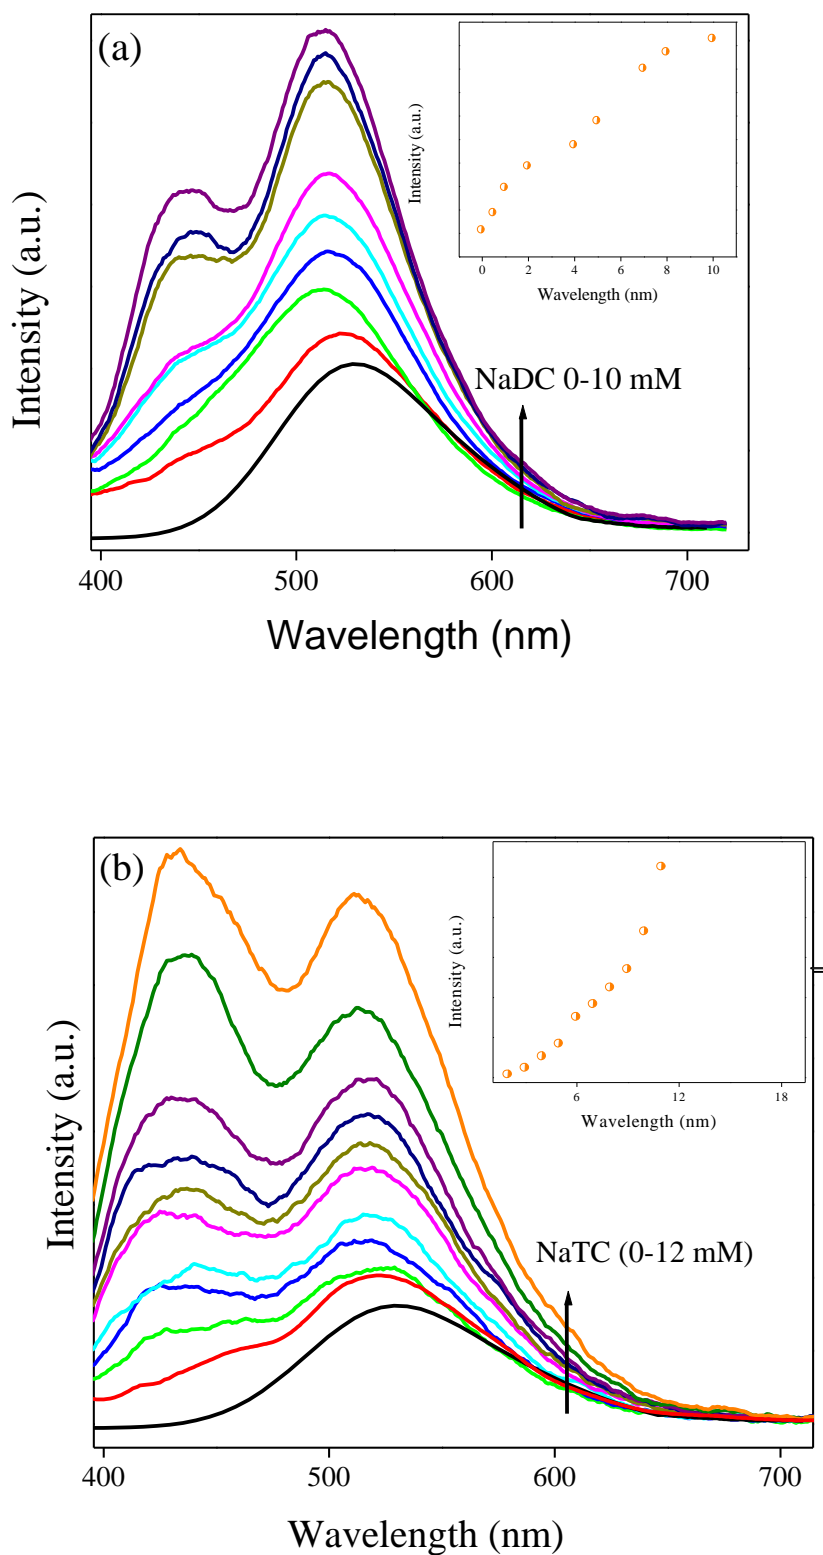 (a)
Intensity (a.u.)
Intensity (a.u.)
0 2 4 6 8 10
Wavelength (nm)
NaDC 0-10 mM
400 500 600 700
Wavelength (nm)
(b)
Intensity (a.u.)
Intensity (a.u.)
6 12 18
Wavelength (nm)
NaTC (0-12 mM)
400 500 600 700
Wavelength (nm)